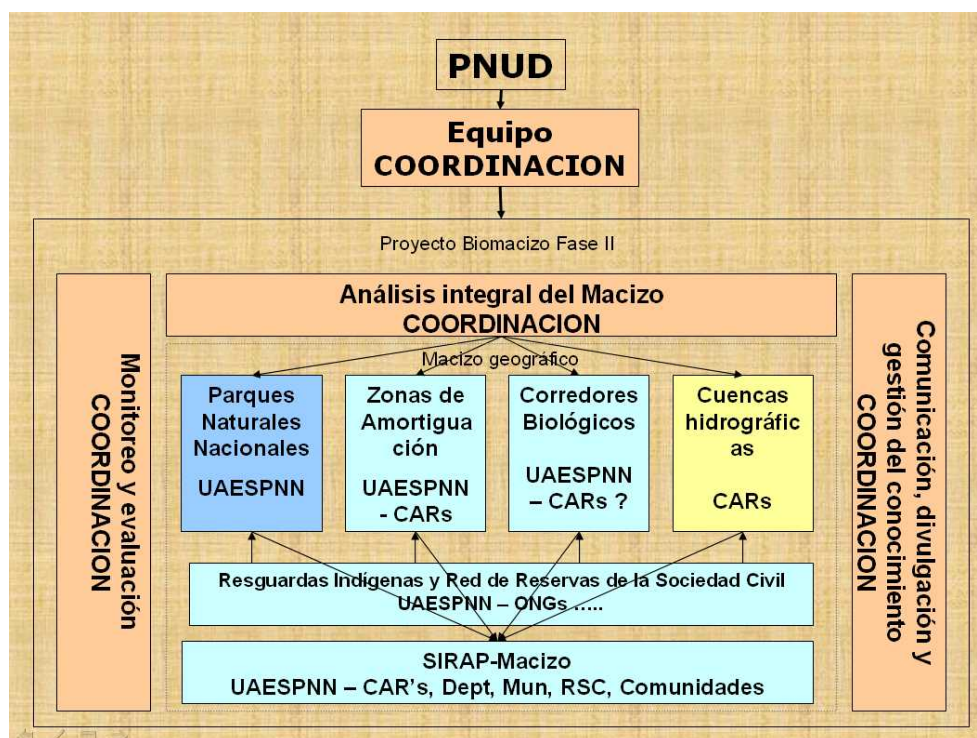 PNUD
Equipo
COORDINACION
Proyecto Biomacizo Fase II
Monitoreo y evaluación
COORDINACION
Análisis integral del Macizo
COORDINACION
Macizo geográfico
Parques
Naturales
Nacionales
UAESPNN
Zonas de
Amortigua
ción
UAESPNN
- CARs
Corredores
Biológicos
UAESPNN
– CARs ?
Cuencas
hidrográfic
as
CARs
Resguardas Indígenas y Red de Reservas de la Sociedad Civil
UAESPNN – ONGs …..
SIRAP-Macizo
UAESPNN – CAR’s, Dept, Mun, RSC, Comunidades
Comunicación, divulgación y
gestión del conocimiento
COORDINACION